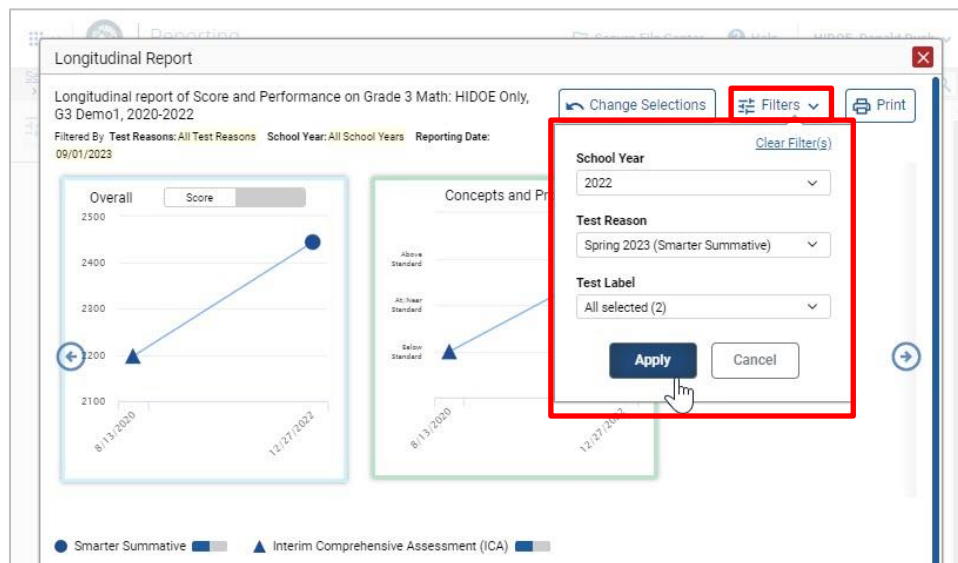 Reporting
Secure File Center
Help
Longitudinal Report
Longitudinal report of Score and Performance on Grade 3 Math: HIDOE Only,
G3 Demo1, 2020-2022
Filtered By Test Reasons: All Test Reasons School Year: All School Years Reporting Date:
09/01/2023
Change Selections
Filters
Print
Clear Filter(s)
School Year
2022
Test Reason
Spring 2023 (Smarter Summative)
Test Label
All selected (2)
Apply
Cancel
Overall
Score
2500
2400
2300
2200
2100
8/13/2020
12/27/2022
Concepts and Pr
Above
Standard
At/Near
Standard
Below
Standard
8/13/2020
12/27/2022
Smarter Summative
Interim Comprehensive Assessment (ICA)